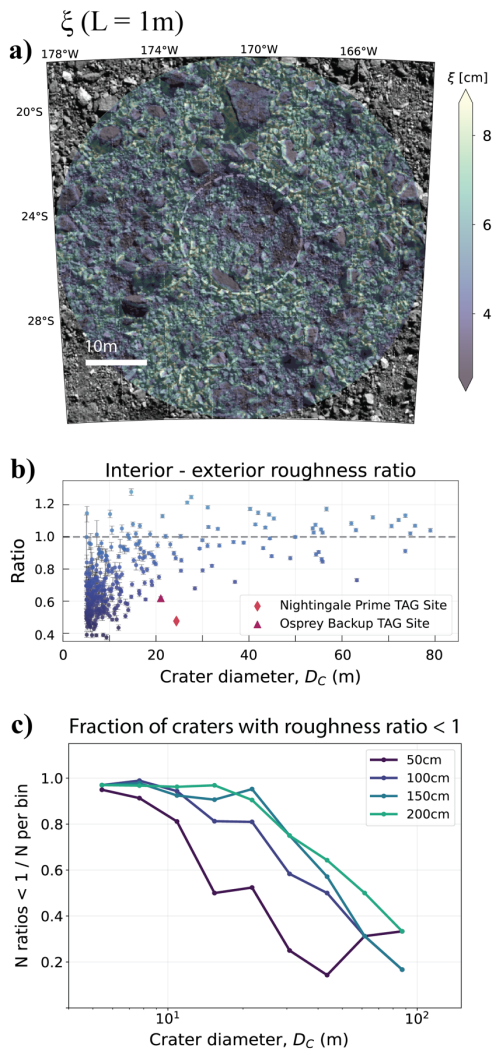 ξ (L = 1m)
a)
178°W 174°W 170°W 166°W
ξ [cm]
20°S
24°S
28°S
8
6
4
10m
b)
Interior - exterior roughness ratio
Ratio
1.2
1.0
0.8
0.6
0.4
Nightingale Prime TAG Site
Osprey Backup TAG Site
0 10 20 30 40 50 60 70 80
Crater diameter, D_C (m)
c)
Fraction of craters with roughness ratio < 1
N ratios < 1 / N per bin
1.0
0.8
0.6
0.4
0.2
50cm
100cm
150cm
200cm
10¹ 10²
Crater diameter, D_C (m)